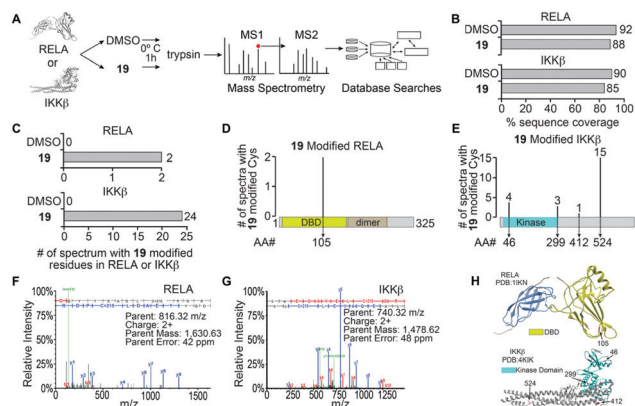 A
RELA
or
IKKβ
DMSO
0° C
1h
19
trypsin
MS1
MS2
m/z
m/z
Mass Spectrometry
Database Searches
B
RELA
DMSO 92
19 88
IKKβ
DMSO 90
19 85
0 20 40 60 80 100
% sequence coverage
C
RELA
DMSO 0
19 2
0 1 2
IKKβ
DMSO 0
19 24
0 5 10 15 20 25
# of spectrum with 19 modified
residues in RELA or IKKβ
D
19 Modified RELA
# of spectra with
19 modified Cys
2
1
0
1 DBD dimer 325
AA# 105
E
19 Modified IKKβ
# of spectra with
19 modified Cys
15
10
5
0
4
3
1
15
Kinase
AA# 46 299 412 524
F
RELA
Relative Intensity
100%
75%
50%
25%
0%
Parent: 816.32 m/z
Charge: 2+
Parent Mass: 1,630.63
Parent Error: 42 ppm
0 500 1000 1500
m/z
G
IKKβ
Relative Intensity
100%
75%
50%
25%
0%
Parent: 740.32 m/z
Charge: 2+
Parent Mass: 1,478.62
Parent Error: 48 ppm
0 250 500 750 1000 1250
m/z
H
RELA
PDB:1IKN
DBD
105
IKKβ
PDB:4KIK
Kinase Domain
46
299
524
412